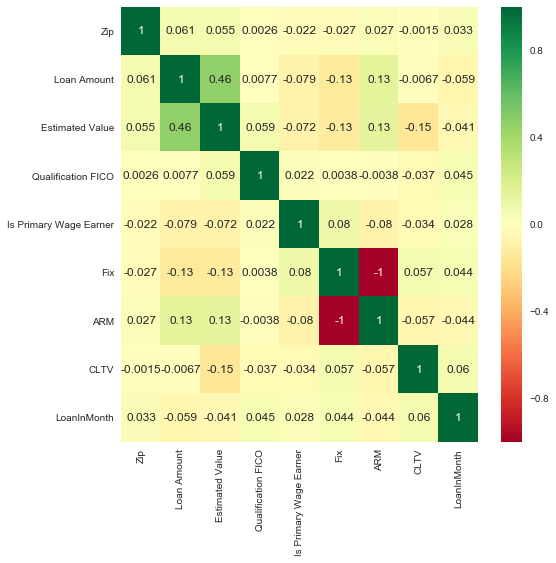 Zip 1 0.061 0.055 0.0026 -0.022 -0.027 0.027 -0.0015 0.033
Loan Amount 0.061 1 0.46 0.0077 -0.079 -0.13 0.13 -0.0067 -0.059
Estimated Value 0.055 0.46 1 0.059 -0.072 -0.13 0.13 -0.15 -0.041
Qualification FICO 0.0026 0.0077 0.059 1 0.022 0.0038 -0.0038 -0.037 0.045
Is Primary Wage Earner -0.022 -0.079 -0.072 0.022 1 0.08 -0.08 -0.034 0.028
Fix -0.027 -0.13 -0.13 0.0038 0.08 1 -1 0.057 0.044
ARM 0.027 0.13 0.13 -0.0038 -0.08 -1 1 -0.057 -0.044
CLTV -0.0015 -0.0067 -0.15 -0.037 -0.034 0.057 -0.057 1 0.06
LoanInMonth 0.033 -0.059 -0.041 0.045 0.028 0.044 -0.044 0.06 1
Zip
Loan Amount
Estimated Value
Qualification FICO
Is Primary Wage Earner
Fix
ARM
CLTV
LoanInMonth
0.8
0.4
0.0
−0.4
−0.8